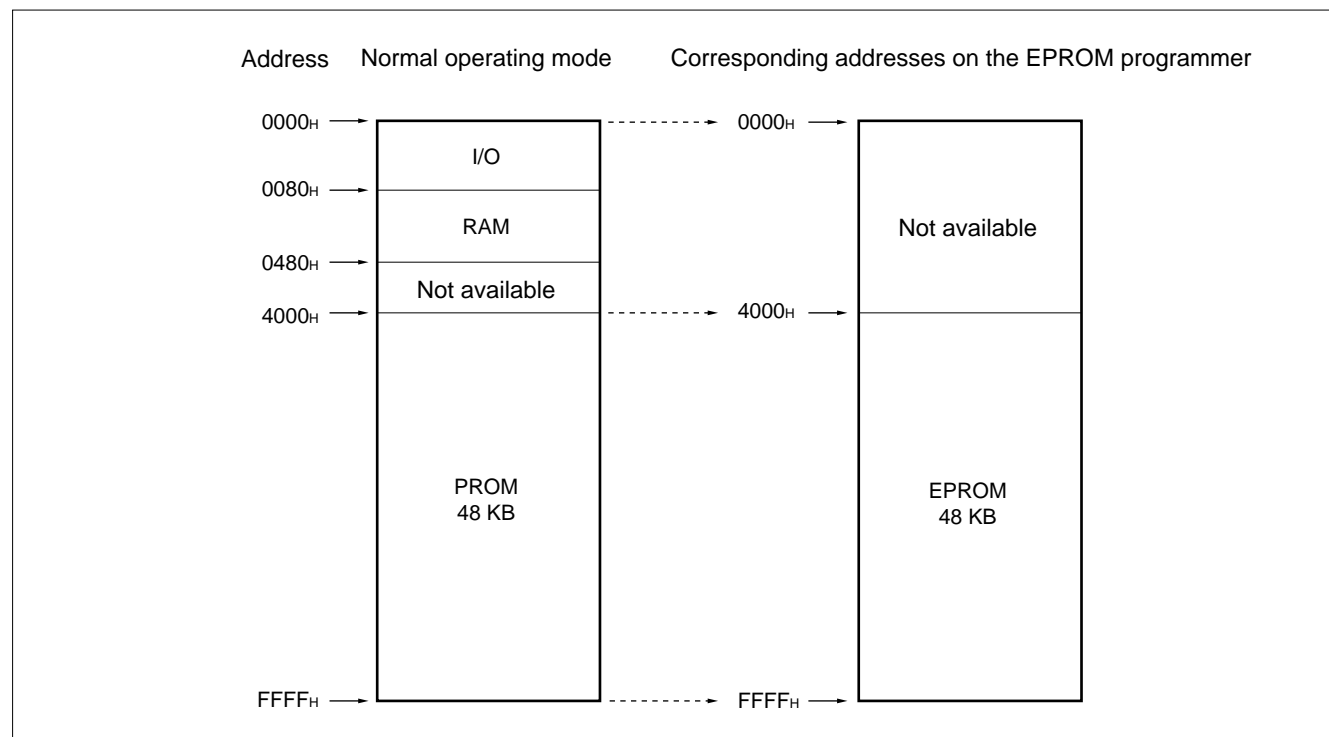 Address Normal operating mode Corresponding addresses on the EPROM programmer
0000H 0000H
I/O
0080H
RAM Not available
0480H
Not available
4000H 4000H
PROM
48 KB
EPROM
48 KB
FFFFH FFFFH